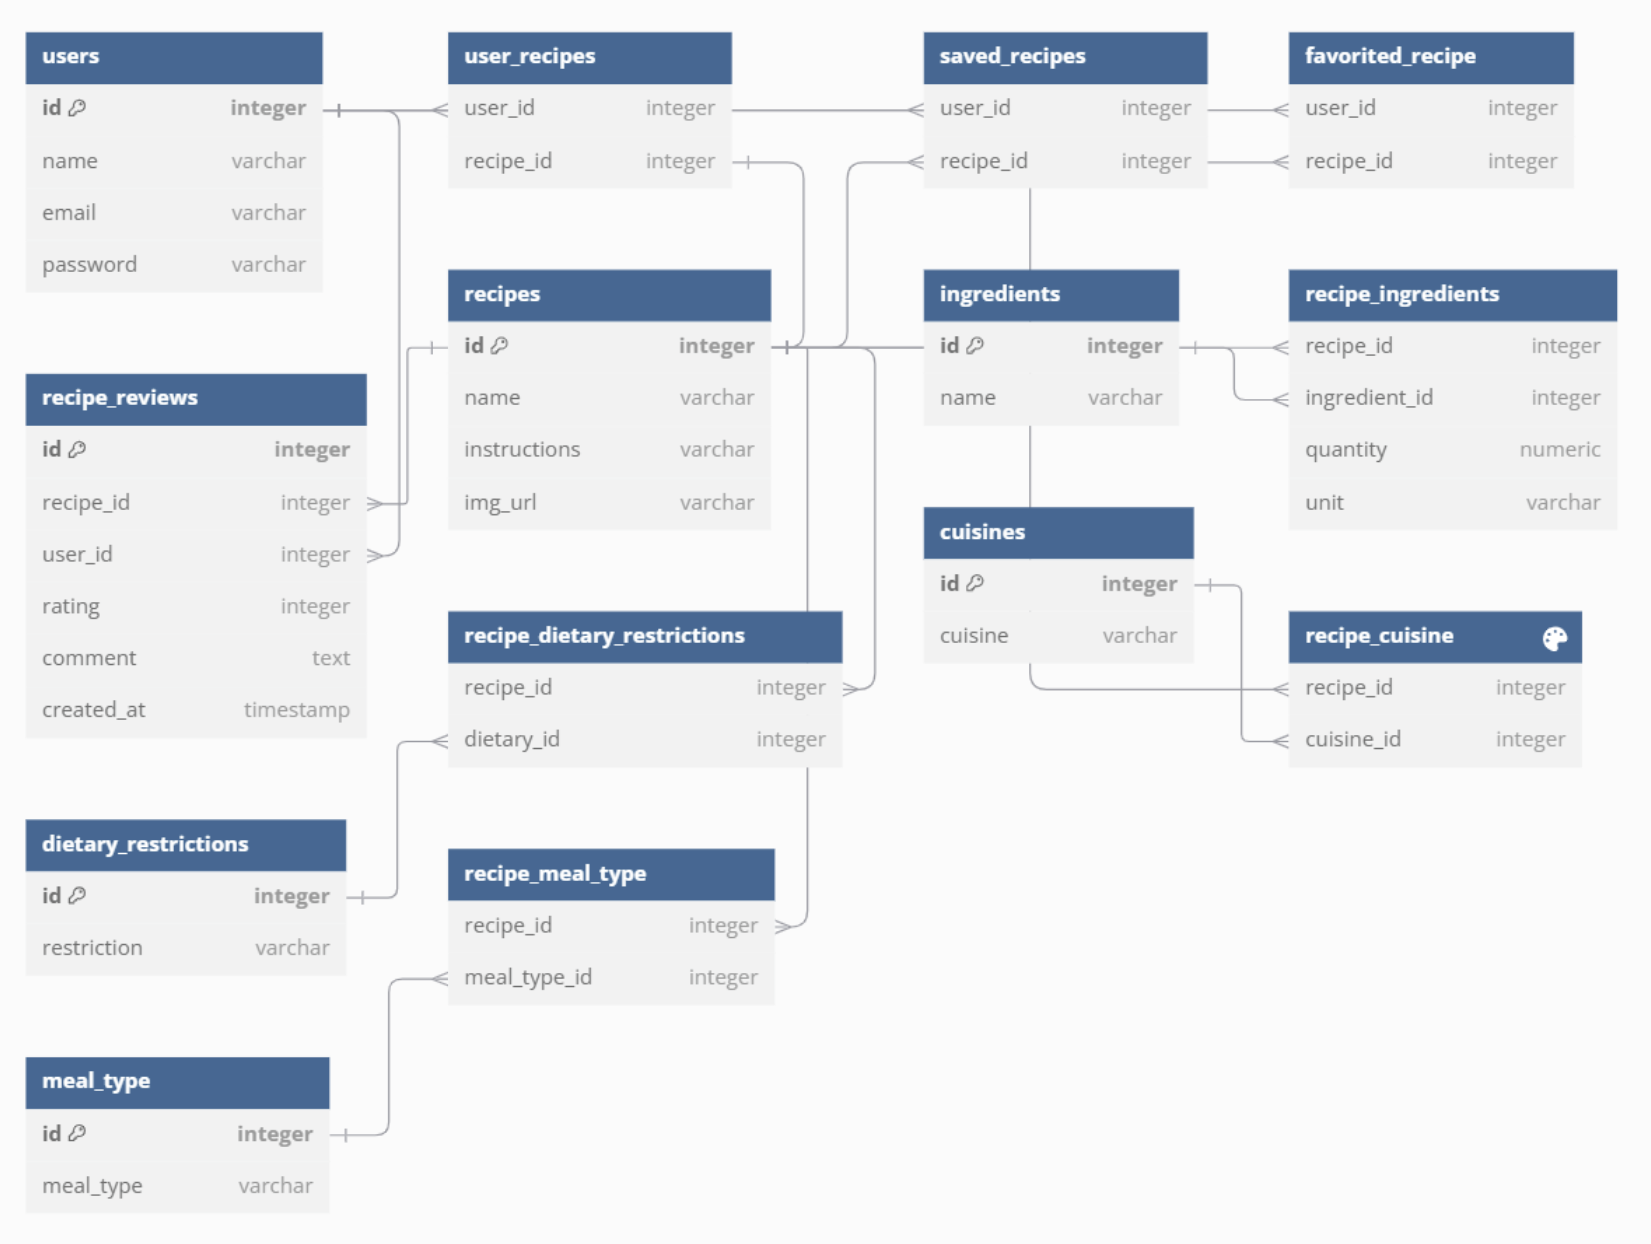 users
id integer
name varchar
email varchar
password varchar
user_recipes
user_id integer
recipe_id integer
saved_recipes
user_id integer
recipe_id integer
favorited_recipe
user_id integer
recipe_id integer
recipes
id integer
name varchar
instructions varchar
img_url varchar
ingredients
id integer
name varchar
recipe_ingredients
recipe_id integer
ingredient_id integer
quantity numeric
unit varchar
recipe_reviews
id integer
recipe_id integer
user_id integer
rating integer
comment text
created_at timestamp
cuisines
id integer
cuisine varchar
recipe_dietary_restrictions
recipe_id integer
dietary_id integer
recipe_cuisine
recipe_id integer
cuisine_id integer
dietary_restrictions
id integer
restriction varchar
recipe_meal_type
recipe_id integer
meal_type_id integer
meal_type
id integer
meal_type varchar